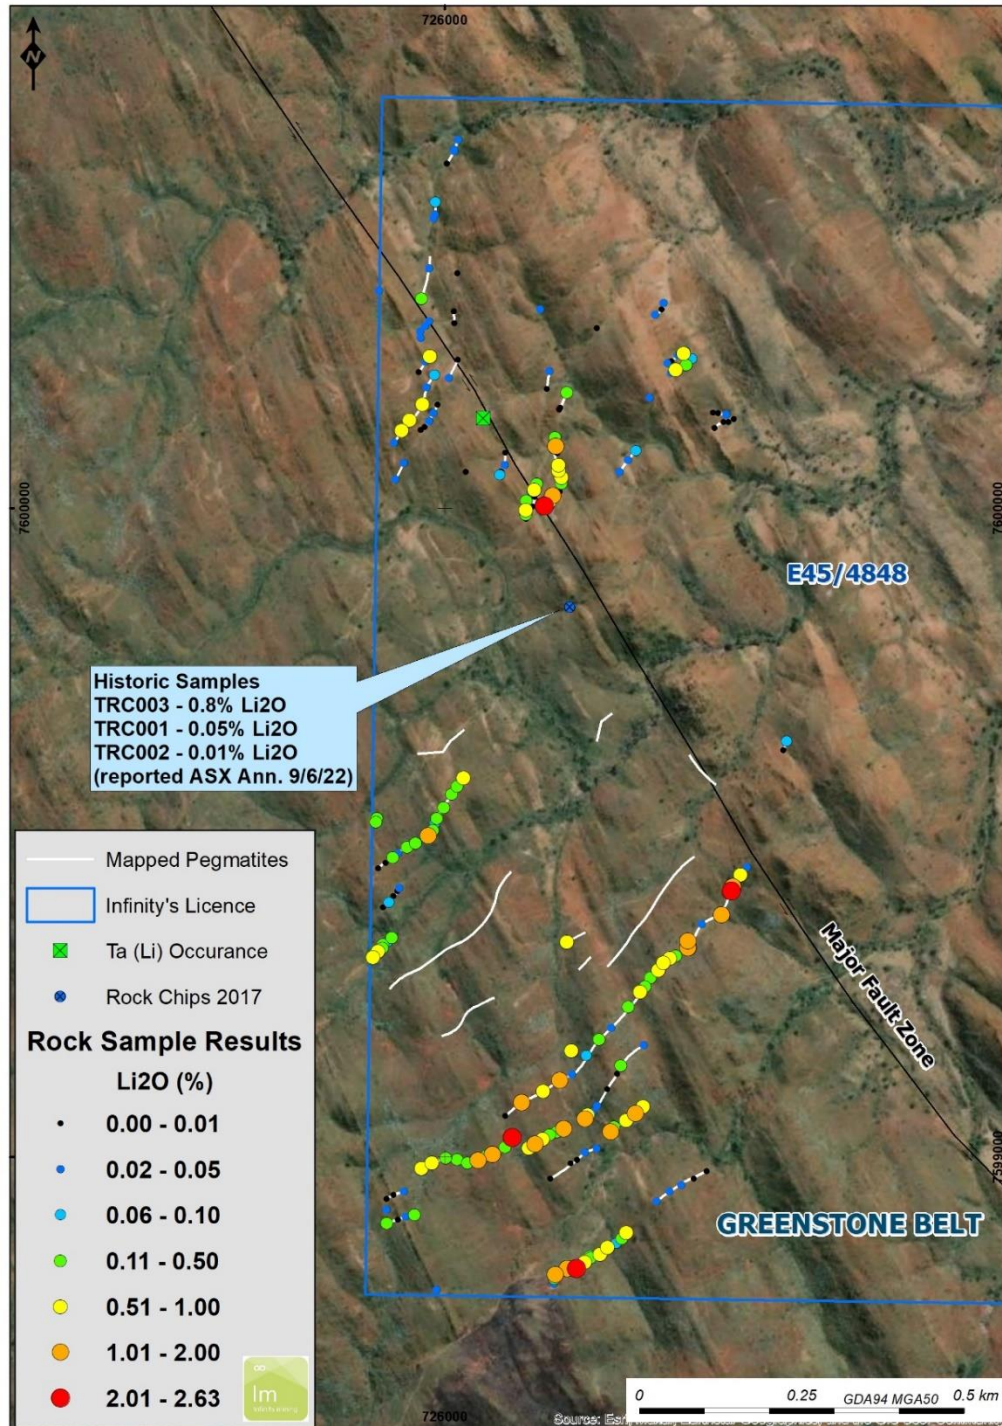 726000
N
7600000
7600000
E45/4848
Historic Samples
TRC003 - 0.8% Li2O
TRC001 - 0.05% Li2O
TRC002 - 0.01% Li2O
(reported ASX Ann. 9/6/22)
Mapped Pegmatites
Infinity's Licence
Ta (Li) Occurance
Rock Chips 2017
Rock Sample Results
Li2O (%)
0.00 - 0.01
0.02 - 0.05
0.06 - 0.10
0.11 - 0.50
0.51 - 1.00
1.01 - 2.00
2.01 - 2.63
Major Fault Zone
7599000
GREENSTONE BELT
∞
Im
0
0.25
0.5 km
GDA94 MGA50
726000
Source: Esri,